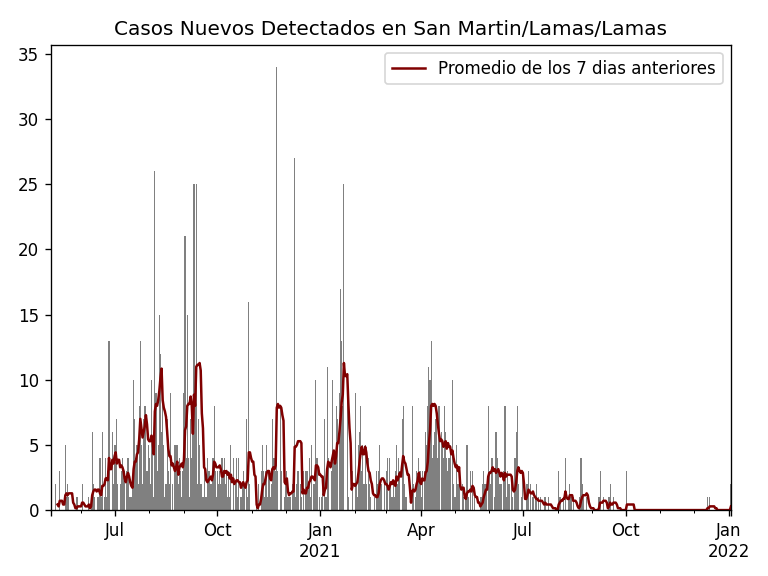 Casos Nuevos Detectados en San Martin/Lamas/Lamas
Promedio de los 7 dias anteriores
35
30
25
20
15
10
5
0
Jul
Oct
Jan
2021
Apr
Jul
Oct
Jan
2022